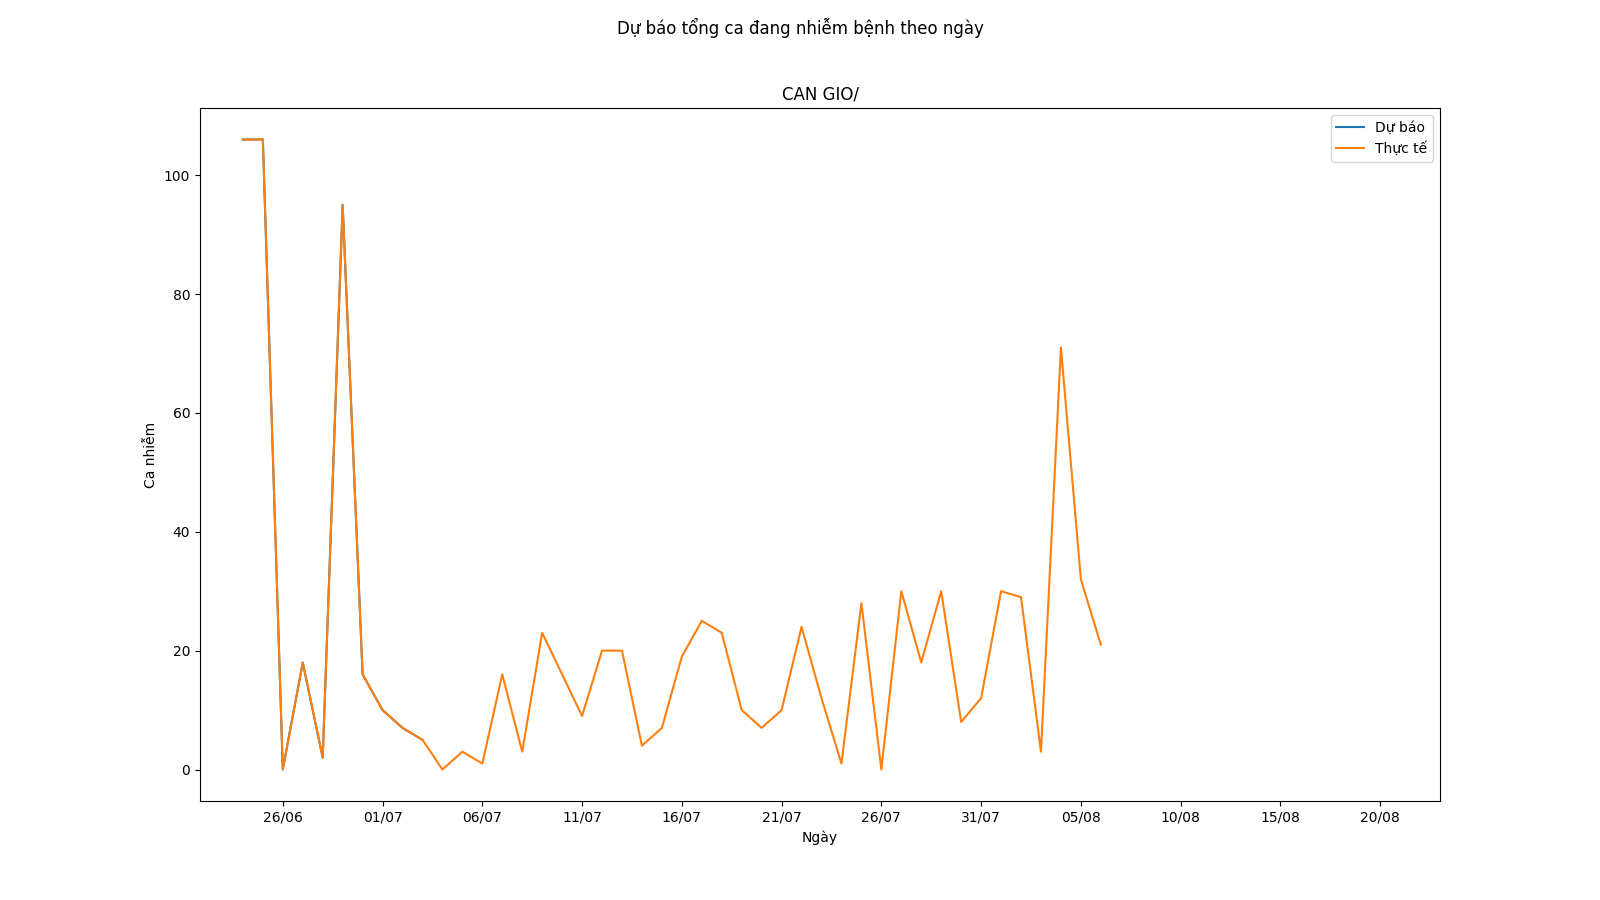 Dự báo tổng ca đang nhiễm bệnh theo ngày
CAN GIO/
Dự báo
Thực tế
100
80
60
40
20
0
Ca nhiễm
26/06 01/07 06/07 11/07 16/07 21/07 26/07 31/07 05/08 10/08 15/08 20/08
Ngày